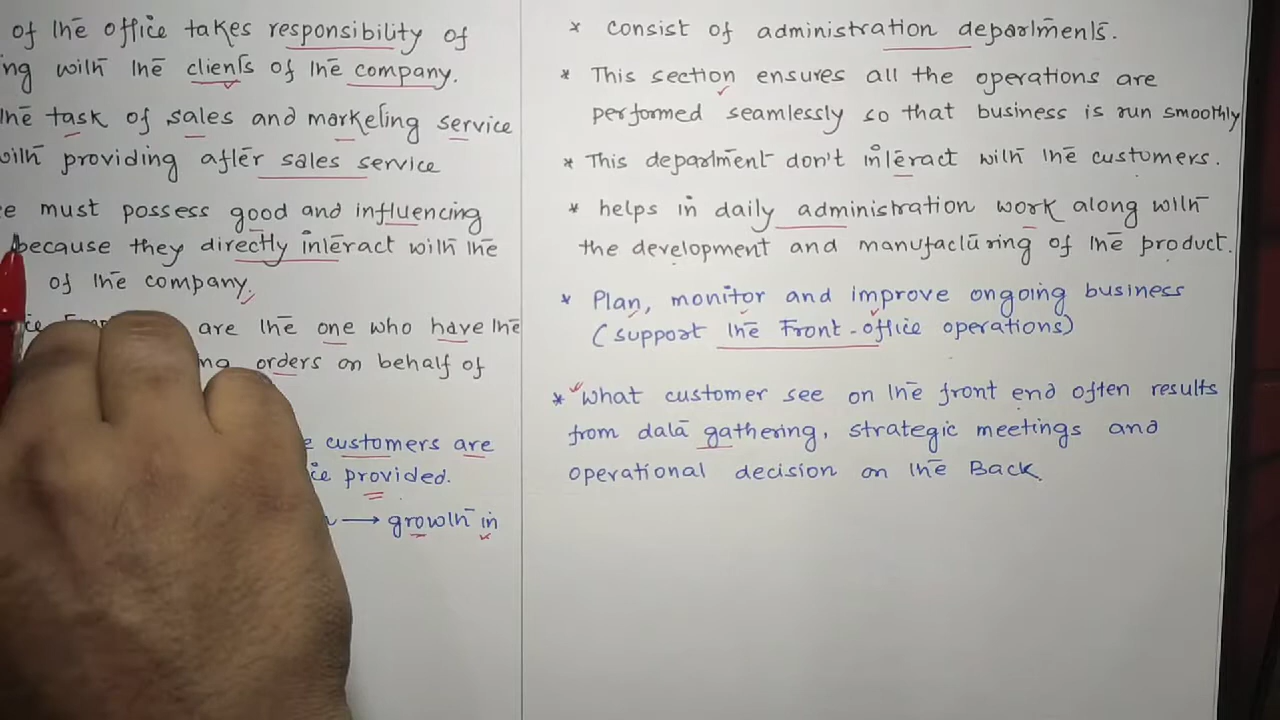 of the office takes responsibility of
ing with the clients of the company.
the task of sales and marketing service
with providing after sales service
must possess good and influencing
because they directly interact with the
of the company.
are the one who have the
orders on behalf of
customers are
provided.
→ growth in
* consist of administration departments.
* This section ensures all the operations are
performed seamlessly so that business is run smoothly
* This department don't interact with the customers.
* helps in daily administration work along with
the development and manufacturing of the product.
* Plan, monitor and improve ongoing business
(support the Front-office operations)
* What customer see on the front end often results
from data gathering, strategic meetings and
operational decision on the Back.